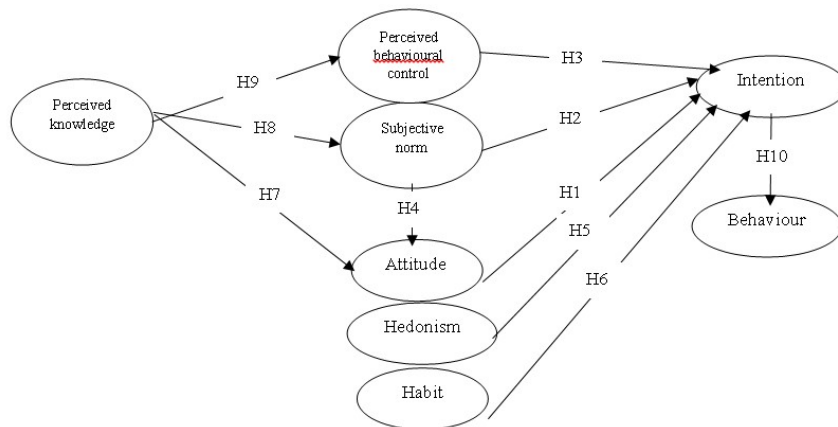 Perceived
behavioural
control
H3
Intention
H9
Perceived
knowledge
H8
Subjective
norm
H2
H10
H7
H4
H1
Behaviour
H5
Attitude
H6
Hedonism
Habit